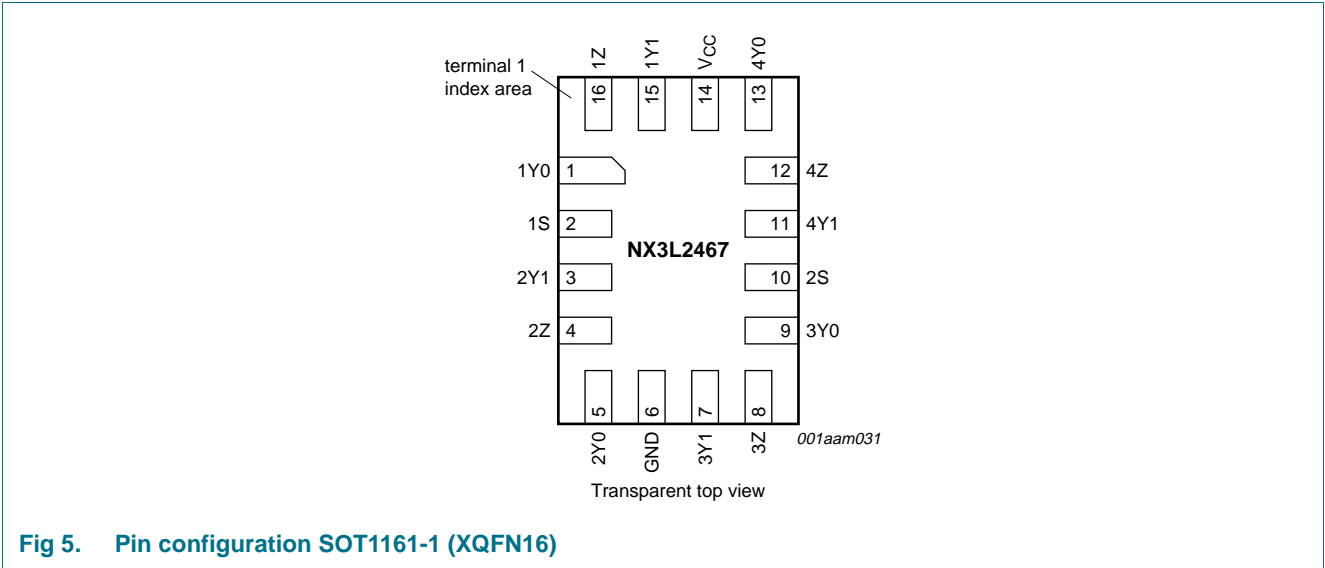 1Z 1Y1 VCC 4Y0
terminal 1
index area
16 15 14 13
1Y0 1 12 4Z
1S 2 11 4Y1
NX3L2467
2Y1 3 10 2S
2Z 4 9 3Y0
5 6 7 8
2Y0 GND 3Y1 3Z
001aam031
Transparent top view
Fig 5. Pin configuration SOT1161-1 (XQFN16)